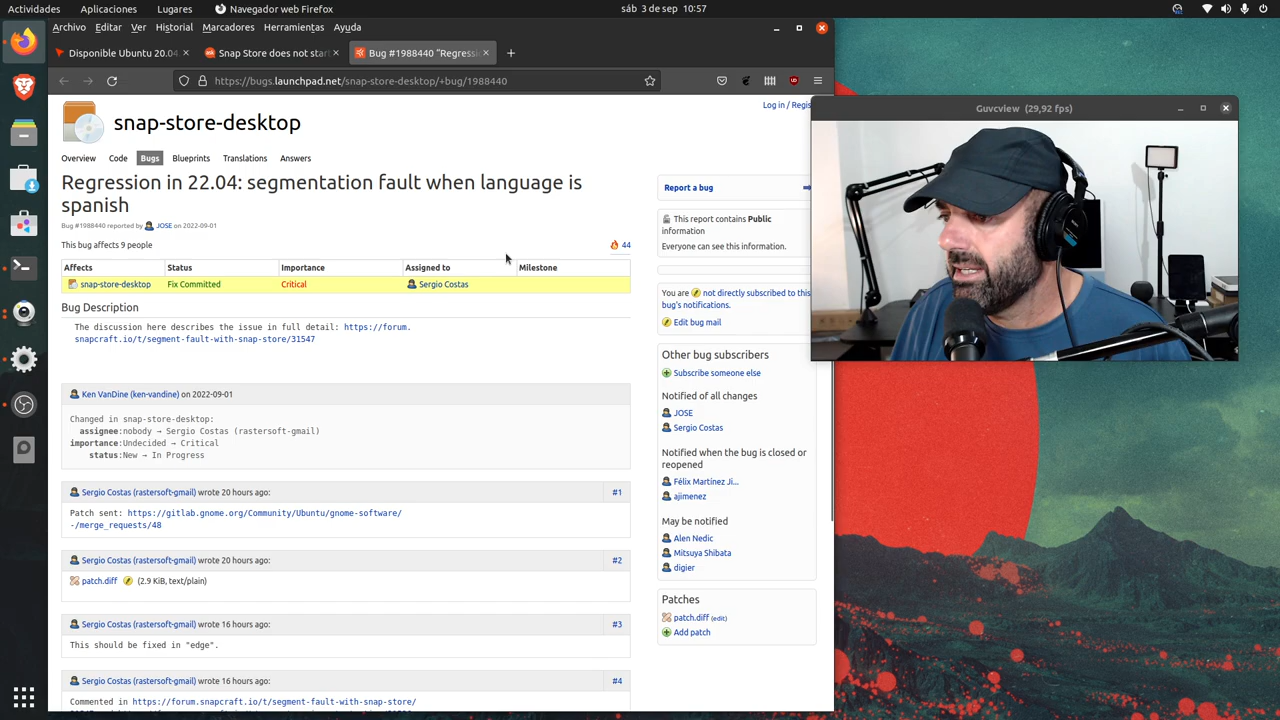 Actividades Aplicaciones Lugares Navegador web Firefox sáb 3 de sep 10:57
Archivo Editar Ver Historial Marcadores Herramientas Ayuda
Disponible Ubuntu 20.04. Snap Store does not star Bug #1988440 "Regressi
https://bugs.launchpad.net/snap-store-desktop/+bug/1988440
Guvcview (29,92 fps)
Log in / Regis
snap-store-desktop
Overview Code Bugs Blueprints Translations Answers
Regression in 22.04: segmentation fault when language is
spanish
Bug #1988440 reported by JOSE on 2022-09-01
This bug affects 9 people 44
Affects Status Importance Assigned to Milestone
snap-store-desktop Fix Committed Critical Sergio Costas
Bug Description
The discussion here describes the issue in full detail: https://forum.
snapcraft.io/t/segment-fault-with-snap-store/31547
Ken VanDine (ken-vandine) on 2022-09-01
Changed in snap-store-desktop:
assignee:nobody → Sergio Costas (rastersoft-gmail)
importance:Undecided → Critical
status:New → In Progress
Sergio Costas (rastersoft-gmail) wrote 20 hours ago: #1
Patch sent: https://gitlab.gnome.org/Community/Ubuntu/gnome-software/
-/merge_requests/48
Sergio Costas (rastersoft-gmail) wrote 20 hours ago: #2
patch.diff (2.9 KiB, text/plain)
Sergio Costas (rastersoft-gmail) wrote 16 hours ago: #3
This should be fixed in "edge".
Sergio Costas (rastersoft-gmail) wrote 16 hours ago: #4
Commented in https://forum.snapcraft.io/t/segment-fault-with-snap-store/
Report a bug
This report contains Public
information
Everyone can see this information.
You are not directly subscribed to this
bug's notifications.
Edit bug mail
Other bug subscribers
Subscribe someone else
Notified of all changes
JOSE
Sergio Costas
Notified when the bug is closed or
reopened
Félix Martínez Ji...
ajimenez
May be notified
Alen Nedic
Mitsuya Shibata
digier
Patches
patch.diff (edit)
Add patch